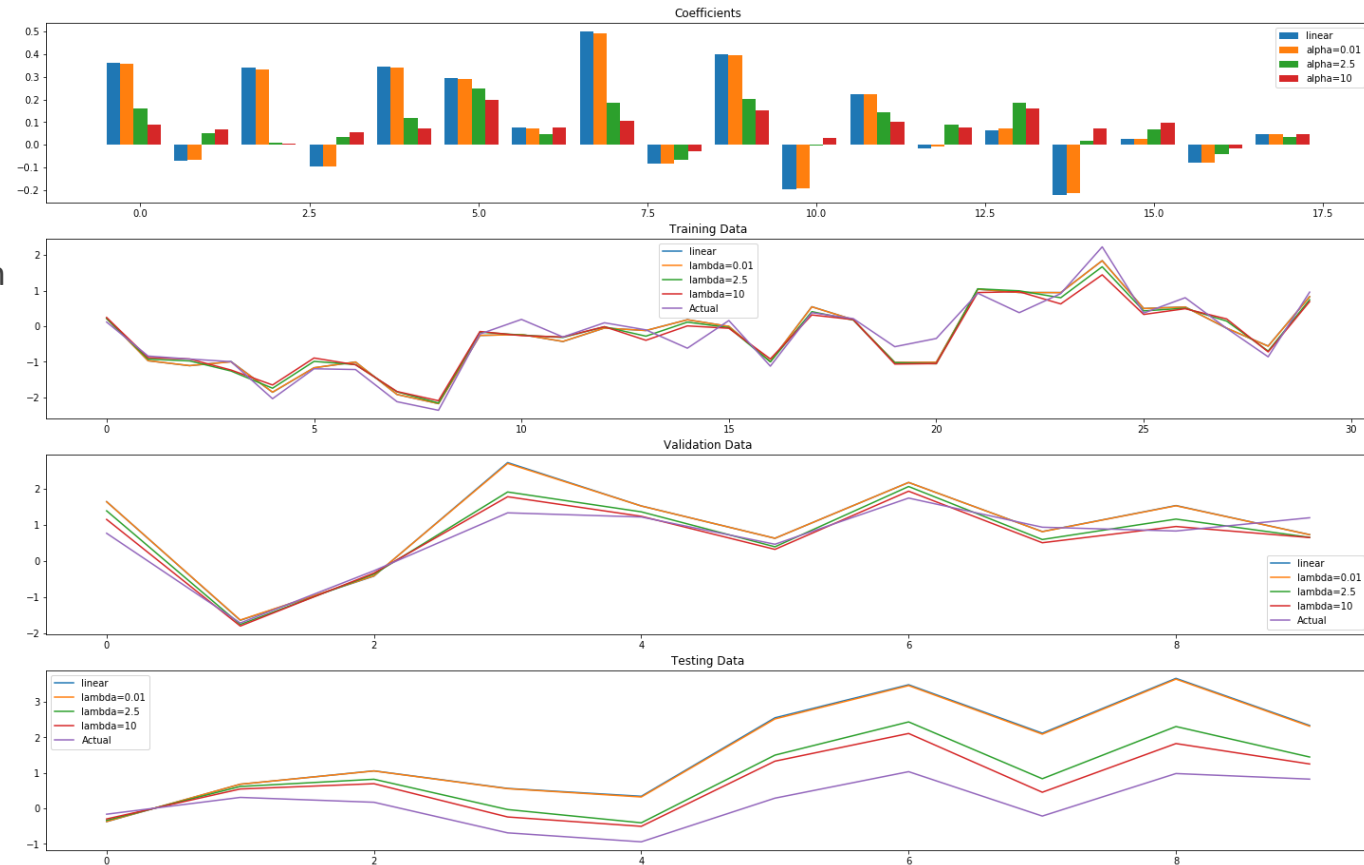 Coefficients
0.5
0.4
0.3
0.2
0.1
0.0
−0.1
−0.2
linear
alpha=0.01
alpha=2.5
alpha=10
0.0 2.5 5.0 7.5 10.0 12.5 15.0 17.5
Training Data
n
2
1
0
−1
−2
linear
lambda=0.01
lambda=2.5
lambda=10
Actual
0 5 10 15 20 25 30
Validation Data
2
1
0
−1
−2
linear
lambda=0.01
lambda=2.5
lambda=10
Actual
0 2 4 6 8
Testing Data
3
2
1
0
−1
linear
lambda=0.01
lambda=2.5
lambda=10
Actual
0 2 4 6 8